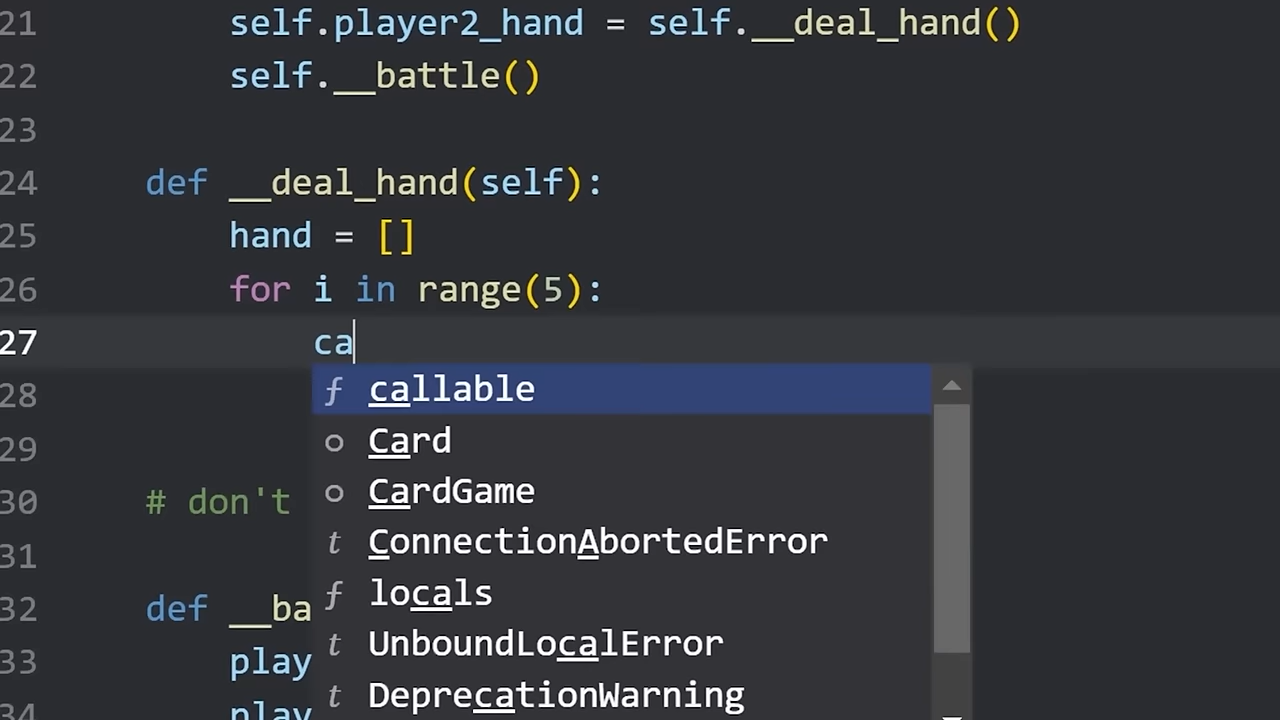 21 self.player2_hand = self.__deal_hand()
22 self.__battle()
23
24 def __deal_hand(self):
25 hand = []
26 for i in range(5):
27 ca
28 f callable
29 Card
30 # don't CardGame
31 t ConnectionAbortedError
32 def __ba f locals
33 play t UnboundLocalError
34 play t DeprecationWarning